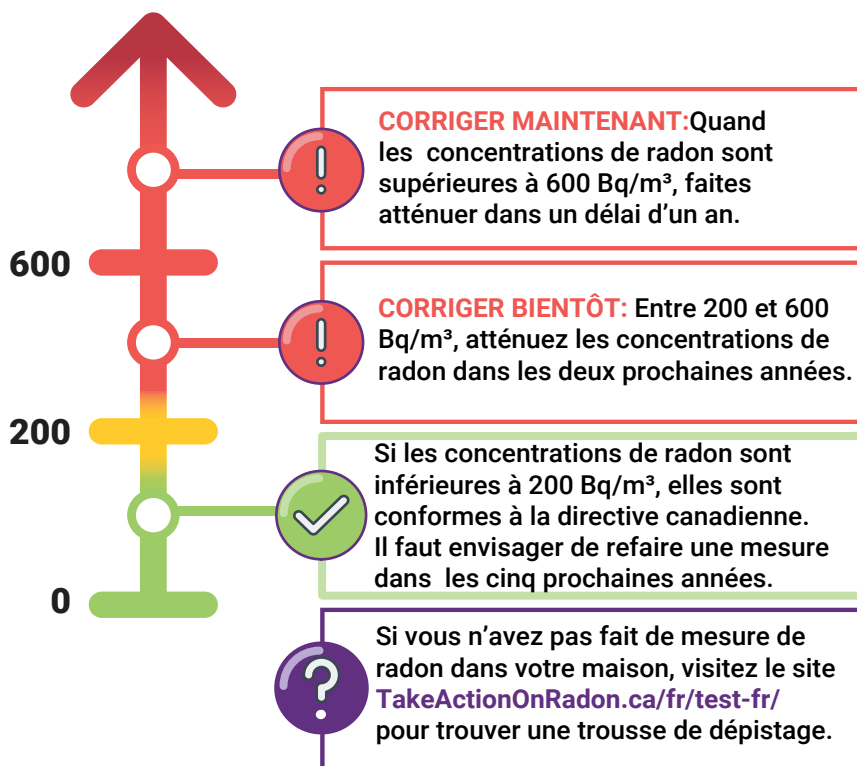 CORRIGER MAINTENANT:Quand
les concentrations de radon sont
supérieures à 600 Bq/m³, faites
atténuer dans un délai d'un an.
600
CORRIGER BIENTÔT: Entre 200 et 600
Bq/m³, atténuez les concentrations de
radon dans les deux prochaines années.
200
Si les concentrations de radon sont
inférieures à 200 Bq/m³, elles sont
conformes à la directive canadienne.
Il faut envisager de refaire une mesure
dans les cinq prochaines années.
0
Si vous n'avez pas fait de mesure de
radon dans votre maison, visitez le site
TakeActionOnRadon.ca/fr/test-fr/
pour trouver une trousse de dépistage.